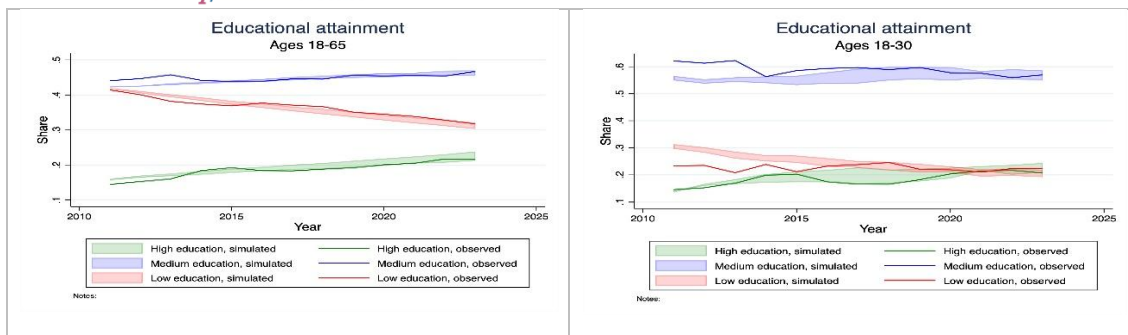 Educational attainment
Ages 18-65
Share
.5
.4
.3
.2
.1
2010
2015
2020
2025
Year
High education, simulated
High education, observed
Medium education, simulated
Medium education, observed
Low education, simulated
Low education, observed
Notes:
Educational attainment
Ages 18-30
Share
.6
.5
.4
.3
.2
.1
2010
2015
2020
2025
Year
High education, simulated
High education, observed
Medium education, simulated
Medium education, observed
Low education, simulated
Low education, observed
Notes: